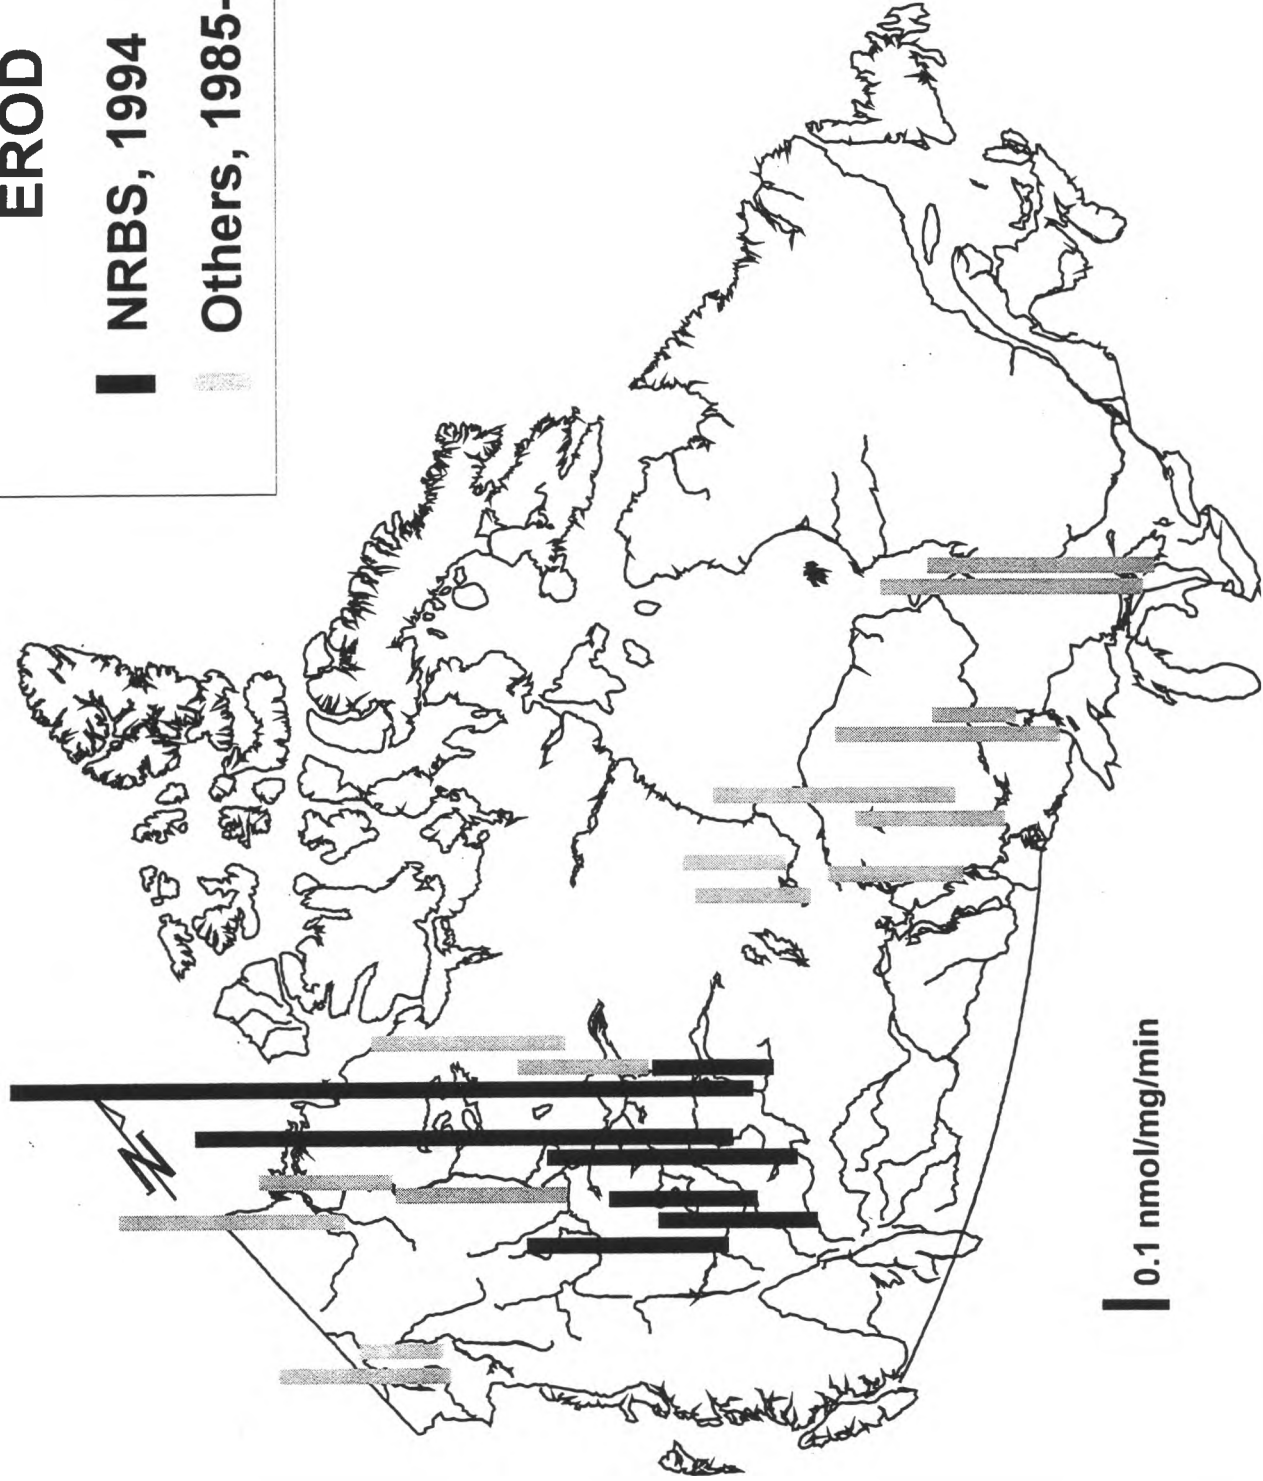 EROD
NRBS, 1994
Others, 1985-
N
0.1 nmol/mg/min